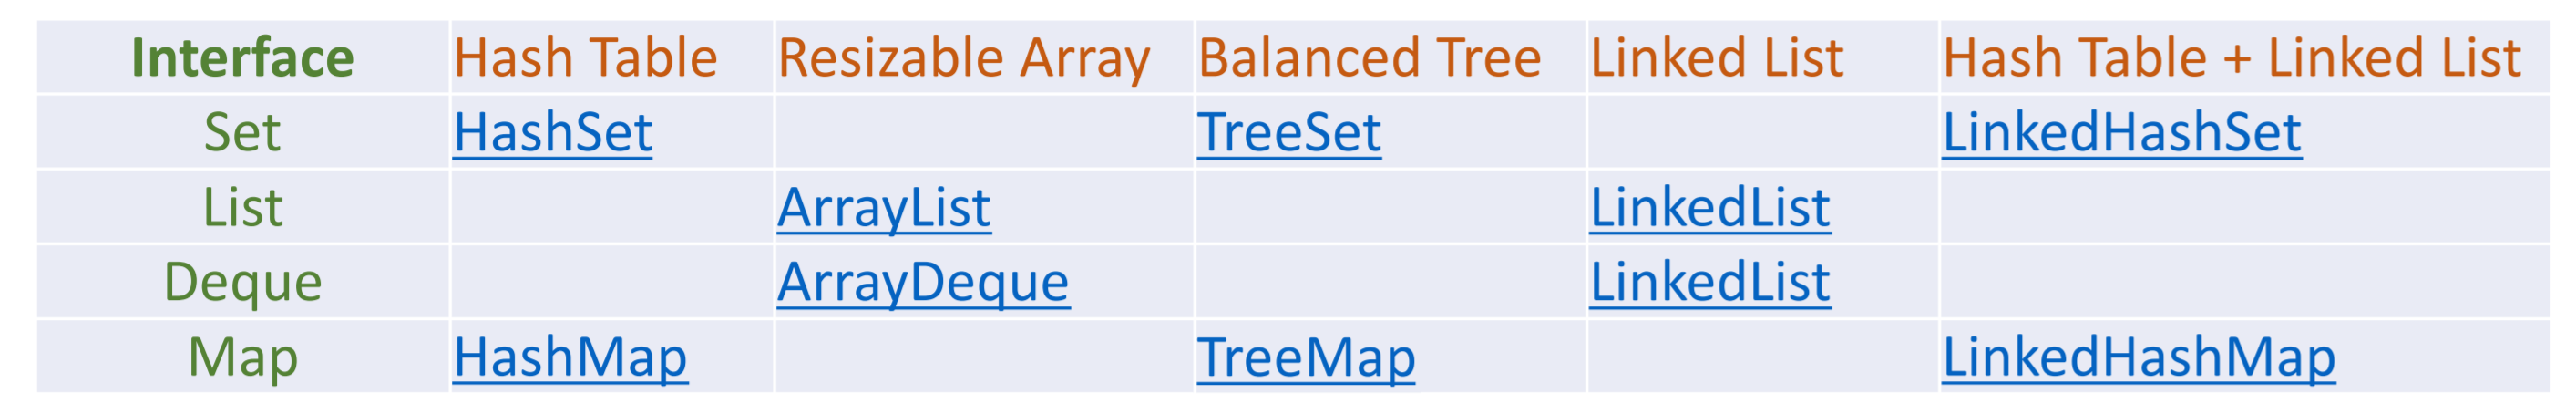 Interface Hash Table Resizable Array Balanced Tree Linked List Hash Table + Linked List
Set HashSet TreeSet LinkedHashSet
List ArrayList LinkedList
Deque ArrayDeque LinkedList
Map HashMap TreeMap LinkedHashMap